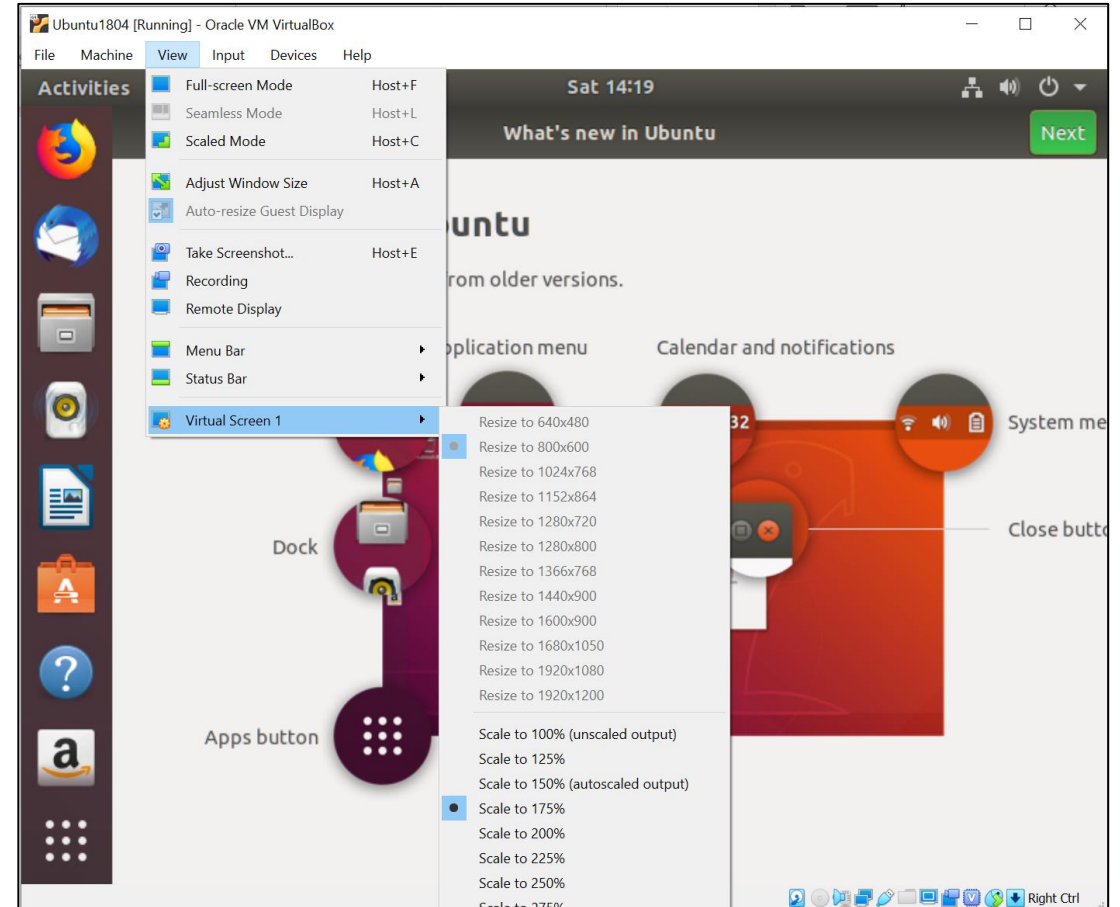 Ubuntu1804 [Running] - Oracle VM VirtualBox
File Machine View Input Devices Help
Activities
Sat 14:19
What's new in Ubuntu
Next
Full-screen Mode Host+F
Seamless Mode Host+L
Scaled Mode Host+C
Adjust Window Size Host+A
Auto-resize Guest Display
Take Screenshot... Host+E
Recording
Remote Display
Menu Bar
Status Bar
Virtual Screen 1
untu
rom older versions.
pplication menu
Calendar and notifications
32
System me
Close butto
Dock
Apps button
Resize to 640x480
Resize to 800x600
Resize to 1024x768
Resize to 1152x864
Resize to 1280x720
Resize to 1280x800
Resize to 1366x768
Resize to 1440x900
Resize to 1600x900
Resize to 1680x1050
Resize to 1920x1080
Resize to 1920x1200
Scale to 100% (unscaled output)
Scale to 125%
Scale to 150% (autoscaled output)
Scale to 175%
Scale to 200%
Scale to 225%
Scale to 250%
Scale to 275%
Right Ctrl